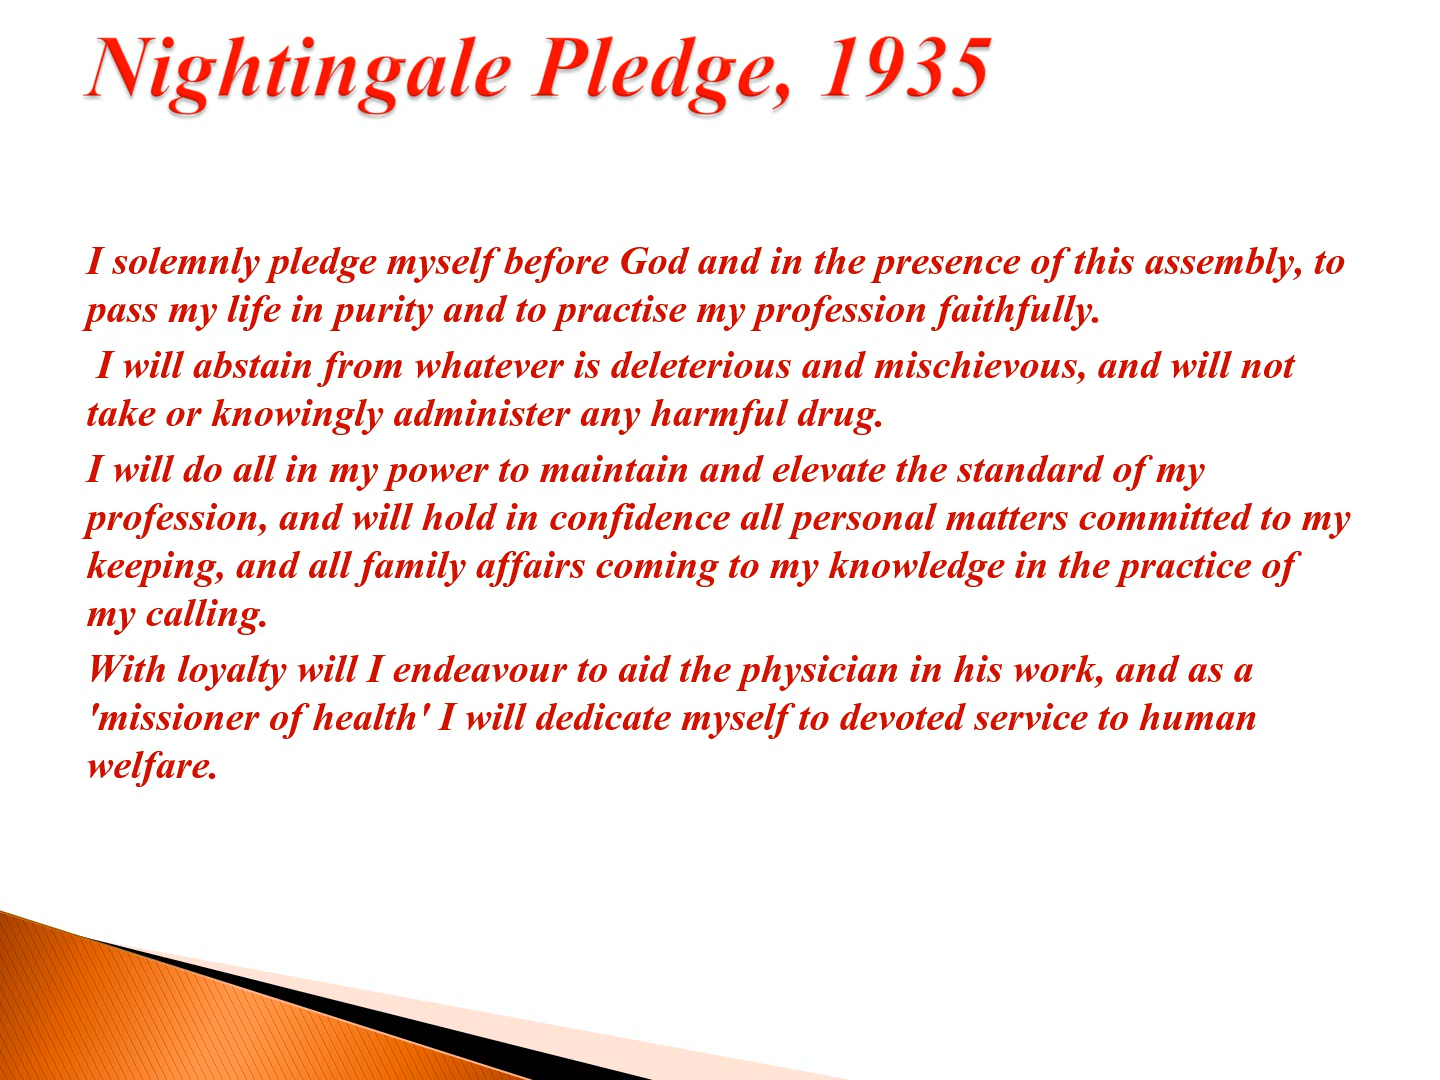 Nightingale Pledge, 1935
I solemnly pledge myself before God and in the presence of this assembly, to
pass my life in purity and to practise my profession faithfully.
I will abstain from whatever is deleterious and mischievous, and will not
take or knowingly administer any harmful drug.
I will do all in my power to maintain and elevate the standard of my
profession, and will hold in confidence all personal matters committed to my
keeping, and all family affairs coming to my knowledge in the practice of
my calling.
With loyalty will I endeavour to aid the physician in his work, and as a
'missioner of health' I will dedicate myself to devoted service to human
welfare.